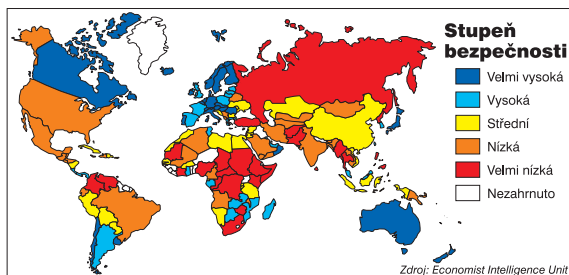 Stupeň
bezpečnosti
Velmi vysoká
Vysoká
Střední
Nízká
Velmi nízká
Nezahrnuto
Zdroj: Economist Intelligence Unit